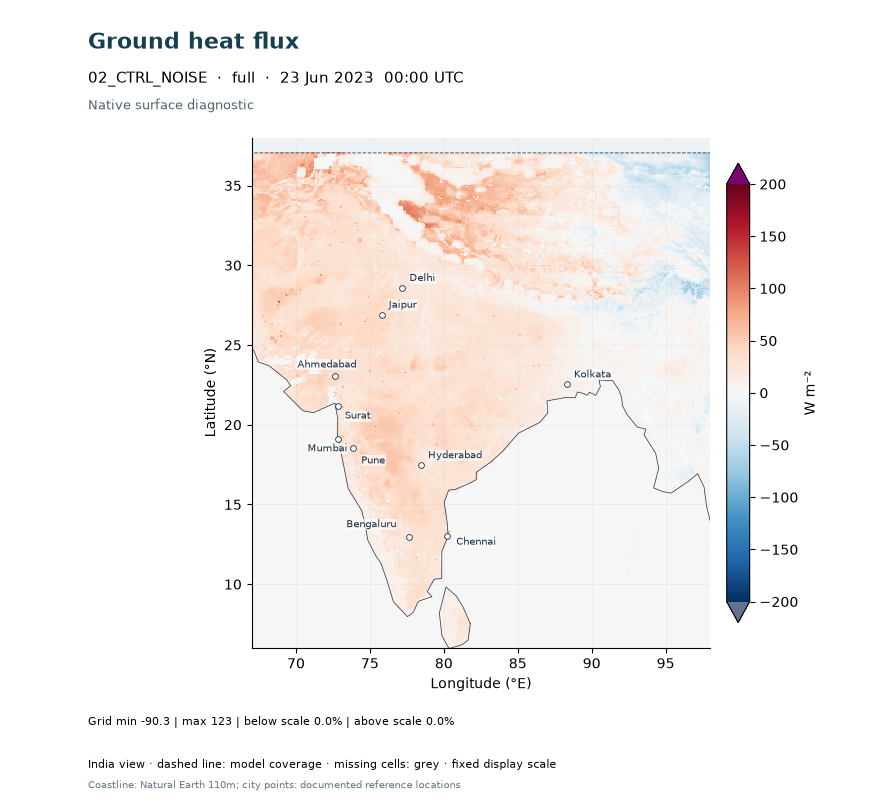 Ground heat flux
02_CTRL_NOISE · full · 23 Jun 2023 00:00 UTC
Native surface diagnostic
35
30
25
20
15
10
Latitude (°N)
Delhi
Jaipur
Ahmedabad
Kolkata
Surat
Mumbai
Pune
Hyderabad
Bengaluru
Chennai
70
75
80
85
90
95
Longitude (°E)
200
150
100
50
0
−50
−100
−150
−200
W m⁻²
Grid min -90.3 | max 123 | below scale 0.0% | above scale 0.0%
India view · dashed line: model coverage · missing cells: grey · fixed display scale
Coastline: Natural Earth 110m; city points: documented reference locations